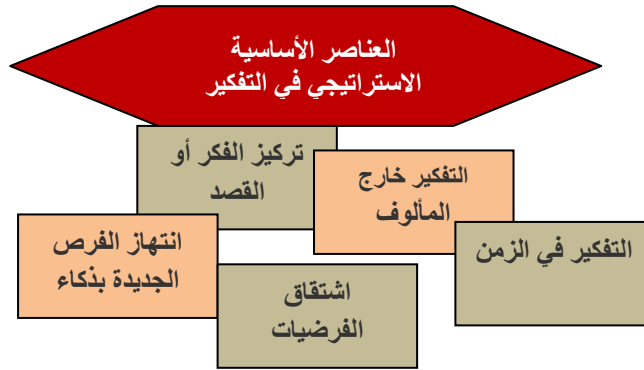 العناصر الأساسية
الاستراتيجي في التفكير
تركيز الفكر أو
القصد
التفكير خارج
المألوف
التفكير في الزمن
انتهاز الفرص
الجديدة بذكاء
اشتقاق
الفرضيات